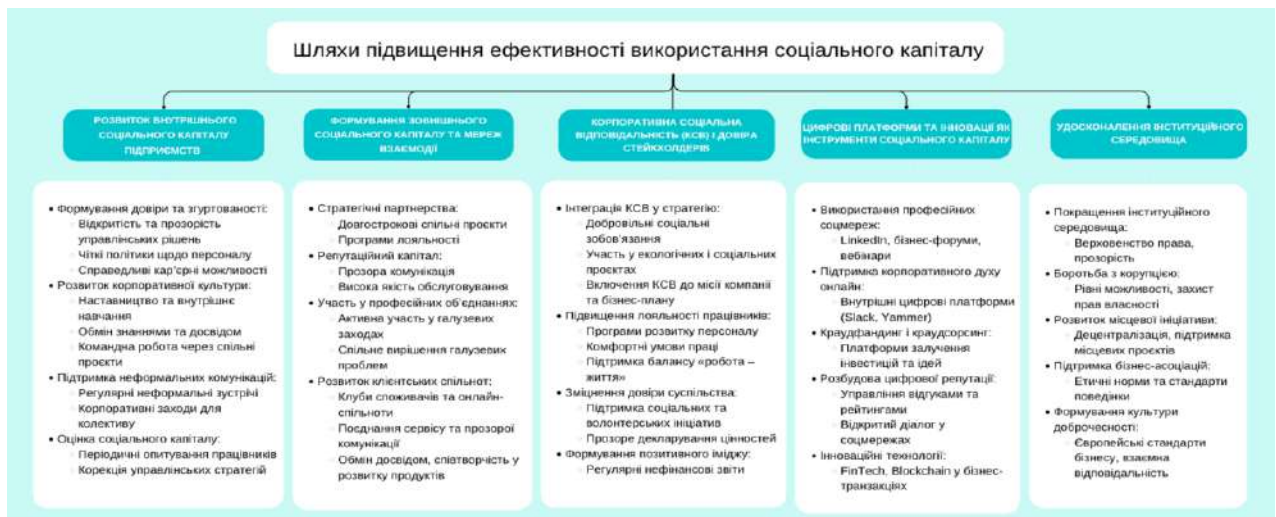 Шляхи підвищення ефективності використання соціального капіталу
РОЗВИТОК ВНУТРІШНЬОГО
СОЦІАЛЬНОГО КАПІТАЛУ
ПІДПРИЄМСТВ
• Формування довіри та згуртованості:
Відкритість та прозорість
управлінських рішень
Чіткі політики щодо персоналу
Справедливі кар'єрні можливості
• Розвиток корпоративної культури:
Наставництво та внутрішнє
навчання
Обмін знаннями та досвідом
Командна робота через спільні
проєкти
• Підтримка неформальних комунікацій:
Регулярні неформальні зустрічі
Корпоративні заходи для
колективу
• Оцінка соціального капіталу:
Періодичні опитування працівників
Корекція управлінських стратегій
ФОРМУВАННЯ ЗОВНІШНЬОГО
СОЦІАЛЬНОГО КАПІТАЛУ ТА МЕРЕЖ
ВЗАЄМОДІЇ
• Стратегічні партнерства:
Довгострокові спільні проєкти
Програми лояльності
• Репутаційний капітал:
Прозора комунікація
Висока якість обслуговування
• Участь у професійних об'єднаннях:
Активна участь у галузевих
заходах
Спільне вирішення галузевих
проблем
• Розвиток клієнтських спільнот:
Клуби споживачів та онлайн-
спільноти
Поєднання сервісу та прозорої
комунікації
Обмін досвідом, співтворчість у
розвитку продуктів
КОРПОРАТИВНА СОЦІАЛЬНА
ВІДПОВІДАЛЬНІСТЬ (КСВ) І ДОВІРА
СТЕЙКХОЛДЕРІВ
• Інтеграція КСВ у стратегію:
Добровільні соціальні
зобов'язання
Участь у екологічних і соціальних
проєктах
Включення КСВ до місії компанії
та бізнес-плану
• Підвищення лояльності працівників:
Програми розвитку персоналу
Комфортні умови праці
Підтримка балансу «робота –
життя»
• Зміцнення довіри суспільства:
Підтримка соціальних та
волонтерських ініціатив
Прозоре декларування цінностей
• Формування позитивного іміджу:
Регулярні нефінансові звіти
ЦИФРОВІ ПЛАТФОРМИ ТА ІННОВАЦІЇ ЯК
ІНСТРУМЕНТИ СОЦІАЛЬНОГО КАПІТАЛУ
• Використання професійних
соцмереж:
LinkedIn, бізнес-форуми,
вебінари
• Підтримка корпоративного духу
онлайн:
Внутрішні цифрові платформи
(Slack, Yammer)
• Краудфандинг і краудсорсинг:
Платформи залучення
інвестицій та ідей
• Розбудова цифрової репутації:
Управління відгуками та
рейтингами
Відкритий діалог у
соцмережах
• Інноваційні технології:
FinTech, Blockchain у бізнес-
транзакціях
УДОСКОНАЛЕННЯ ІНСТИТУЦІЙНОГО
СЕРЕДОВИЩА
• Покращення інституційного
середовища:
Верховенство права,
прозорість
• Боротьба з корупцією:
Рівні можливості, захист
прав власності
• Розвиток місцевої ініціативи:
Децентралізація, підтримка
місцевих проєктів
• Підтримка бізнес-асоціацій:
Етичні норми та стандарти
поведінки
• Формування культури
доброчесності:
Європейські стандарти
бізнесу, взаємна
відповідальність